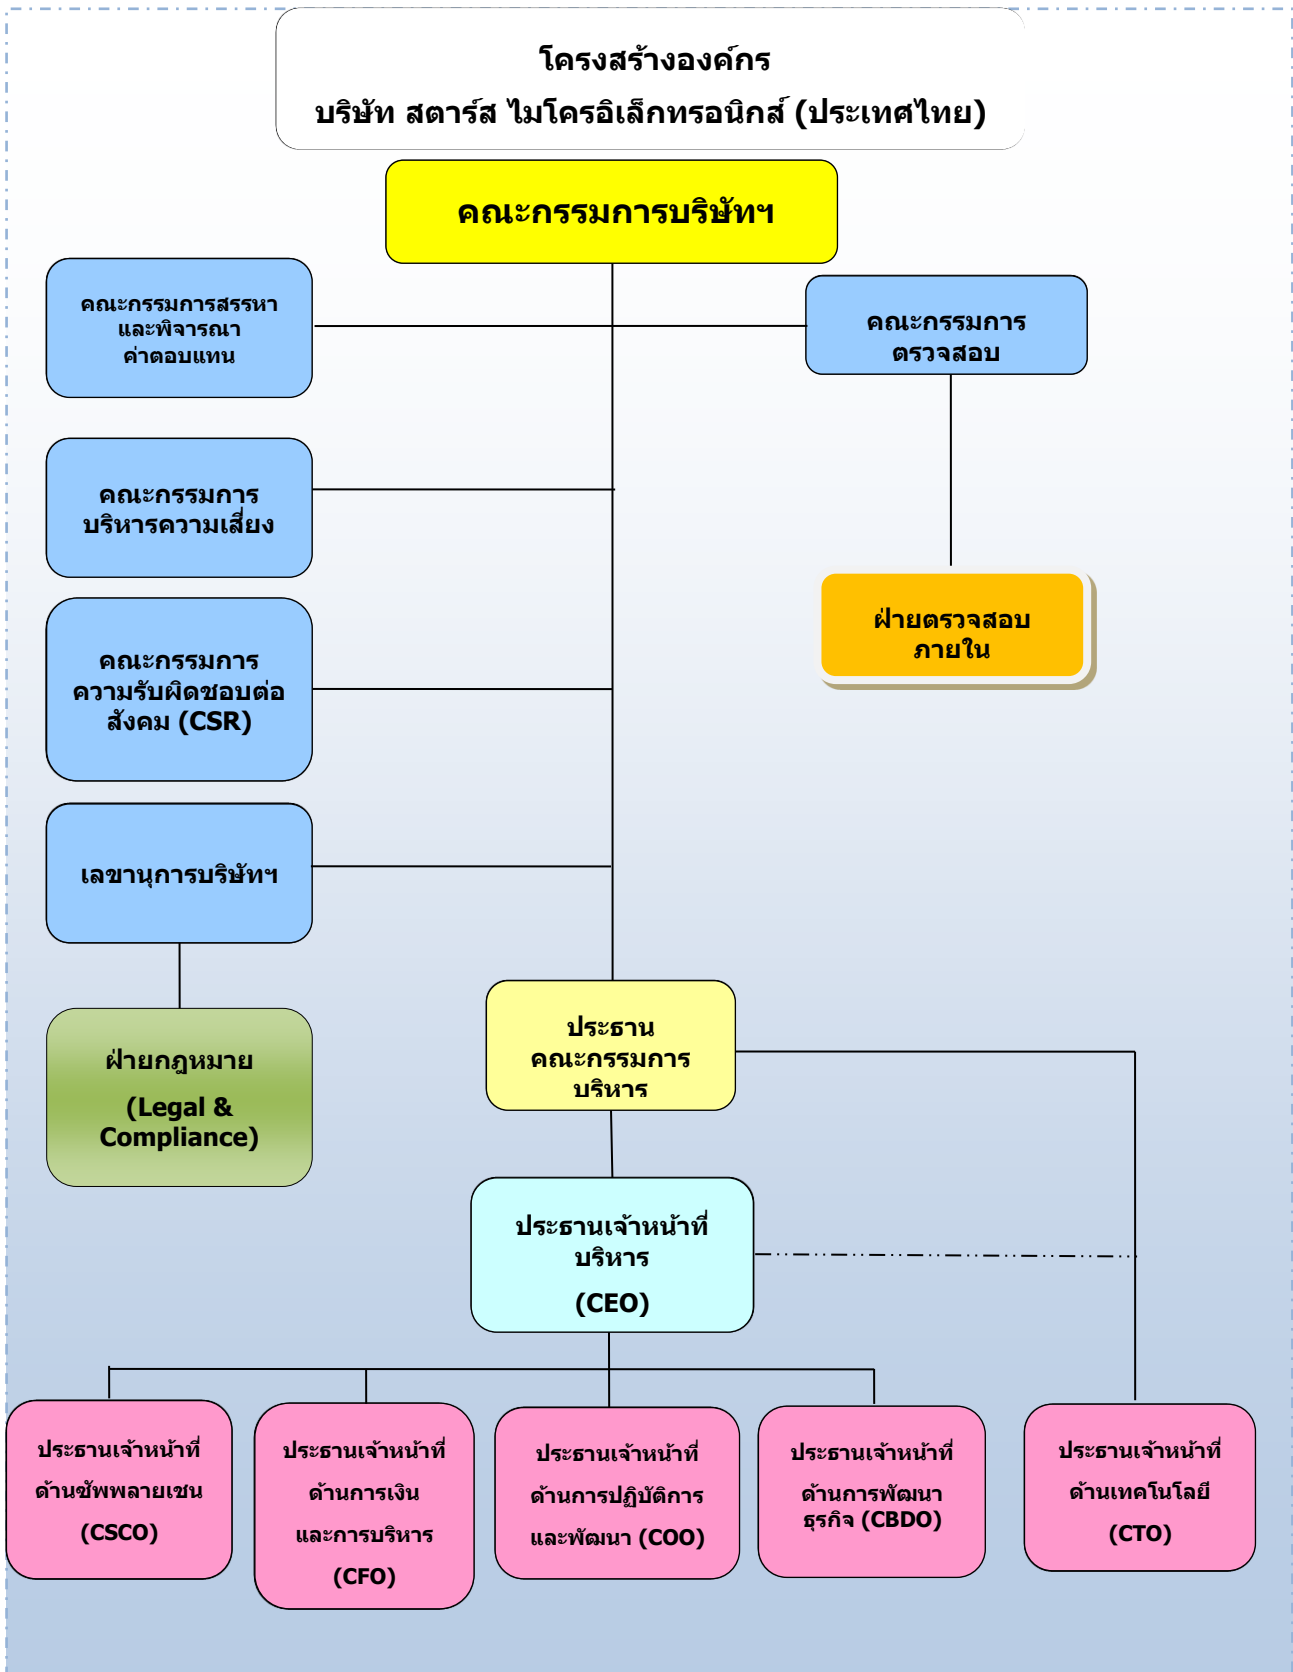 โครงสร้างองค์กร
บริษัท สตาร์ส ไมโครอิเล็กทรอนิกส์ (ประเทศไทย)
คณะกรรมการบริษัทฯ
คณะกรรมการสรรหา
และพิจารณา
ค่าตอบแทน
คณะกรรมการ
ตรวจสอบ
คณะกรรมการ
บริหารความเสี่ยง
ฝ่ายตรวจสอบ
ภายใน
คณะกรรมการ
ความรับผิดชอบต่อ
สังคม (CSR)
เลขานุการบริษัทฯ
ฝ่ายกฎหมาย
(Legal &
Compliance)
ประธาน
คณะกรรมการ
บริหาร
ประธานเจ้าหน้าที่
บริหาร
(CEO)
ประธานเจ้าหน้าที่
ด้านซัพพลายเชน
(CSCO)
ประธานเจ้าหน้าที่
ด้านการเงิน
และการบริหาร
(CFO)
ประธานเจ้าหน้าที่
ด้านการปฏิบัติการ
และพัฒนา (COO)
ประธานเจ้าหน้าที่
ด้านการพัฒนา
ธุรกิจ (CBDO)
ประธานเจ้าหน้าที่
ด้านเทคโนโลยี
(CTO)